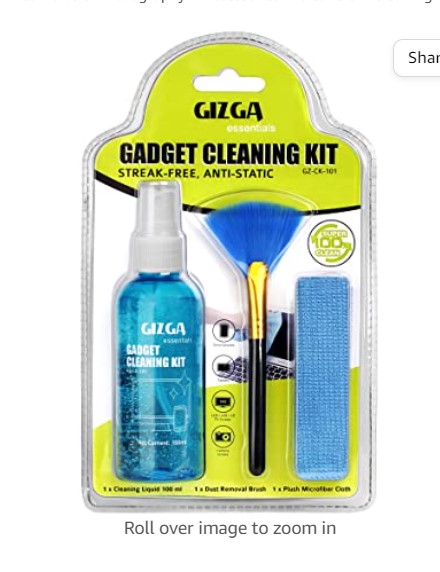 Shar
GIZGA
essentials
GADGET CLEANING KIT
STREAK-FREE, ANTI-STATIC
GZ-CK-101
SUPER
100
CLEAN
GIZGA
essentials
GADGET
CLEANING KIT
1 x Cleaning Liquid 100 ml
1 x Dust Removal Brush
1 x Plush Microfiber Cloth
Roll over image to zoom in